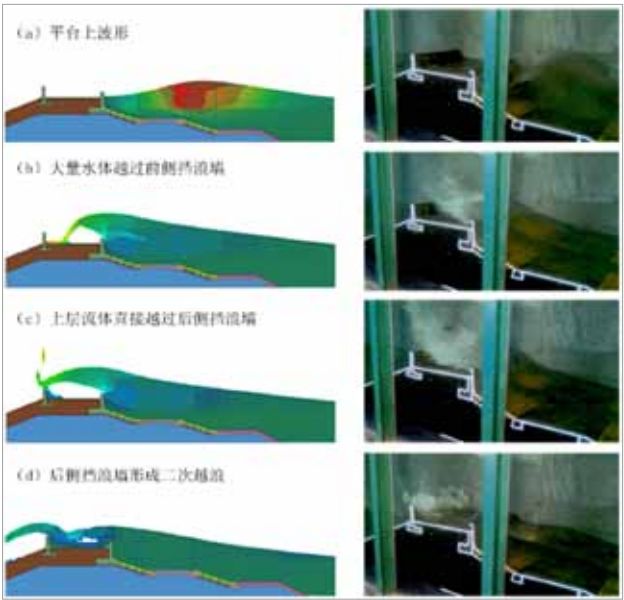 (a) 平台上波形
(b) 大量水体越过前侧挡浪墙
(c) 上层流体直接越过后侧挡浪墙
(d) 后侧挡浪墙形成二次越浪